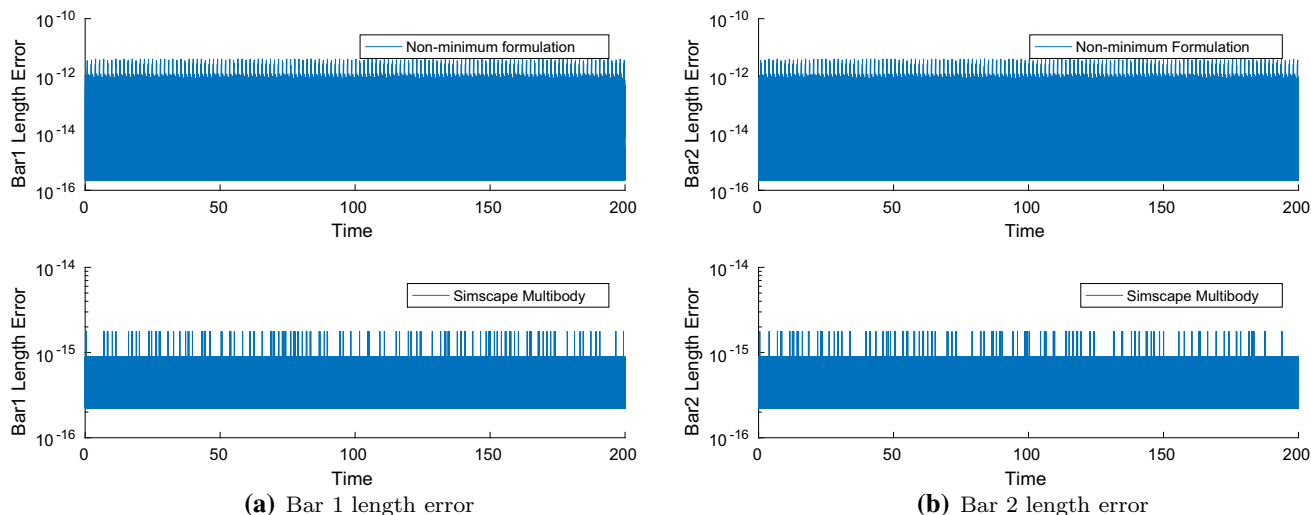 10^-10
10^-12
10^-14
10^-16
Bar1 Length Error
Non-minimum formulation
0 50 100 150 200
Time
10^-10
10^-12
10^-14
10^-16
Bar2 Length Error
Non-minimum Formulation
0 50 100 150 200
Time
10^-14
10^-15
10^-16
Bar1 Length Error
Simscape Multibody
0 50 100 150 200
Time
(a) Bar 1 length error
10^-14
10^-15
10^-16
Bar2 Length Error
Simscape Multibody
0 50 100 150 200
Time
(b) Bar 2 length error